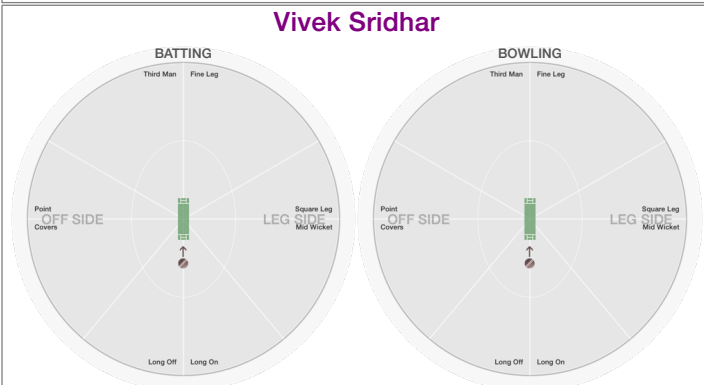 Vivek Sridhar
BATTING
Third Man Fine Leg
Point
OFF SIDE
Covers
Square Leg
LEG SIDE
Mid Wicket
Long Off Long On
BOWLING
Third Man Fine Leg
Point
OFF SIDE
Covers
Square Leg
LEG SIDE
Mid Wicket
Long Off Long On